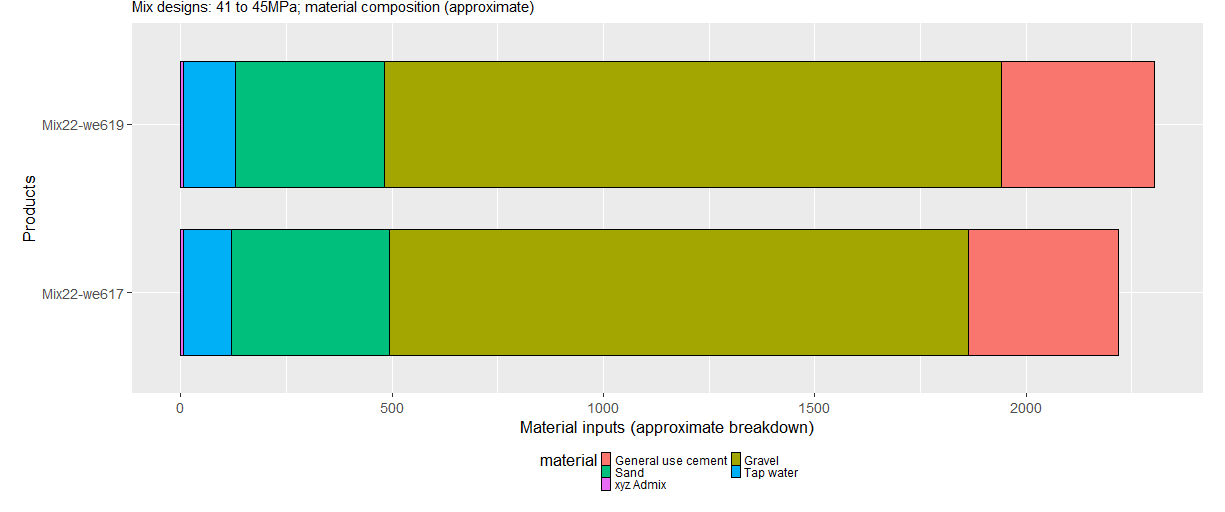 Mix designs: 41 to 45MPa; material composition (approximate)
Products
Mix22-we619
Mix22-we617
0 500 1000 1500 2000
Material inputs (approximate breakdown)
material General use cement Gravel
Sand Tap water
xyz Admix